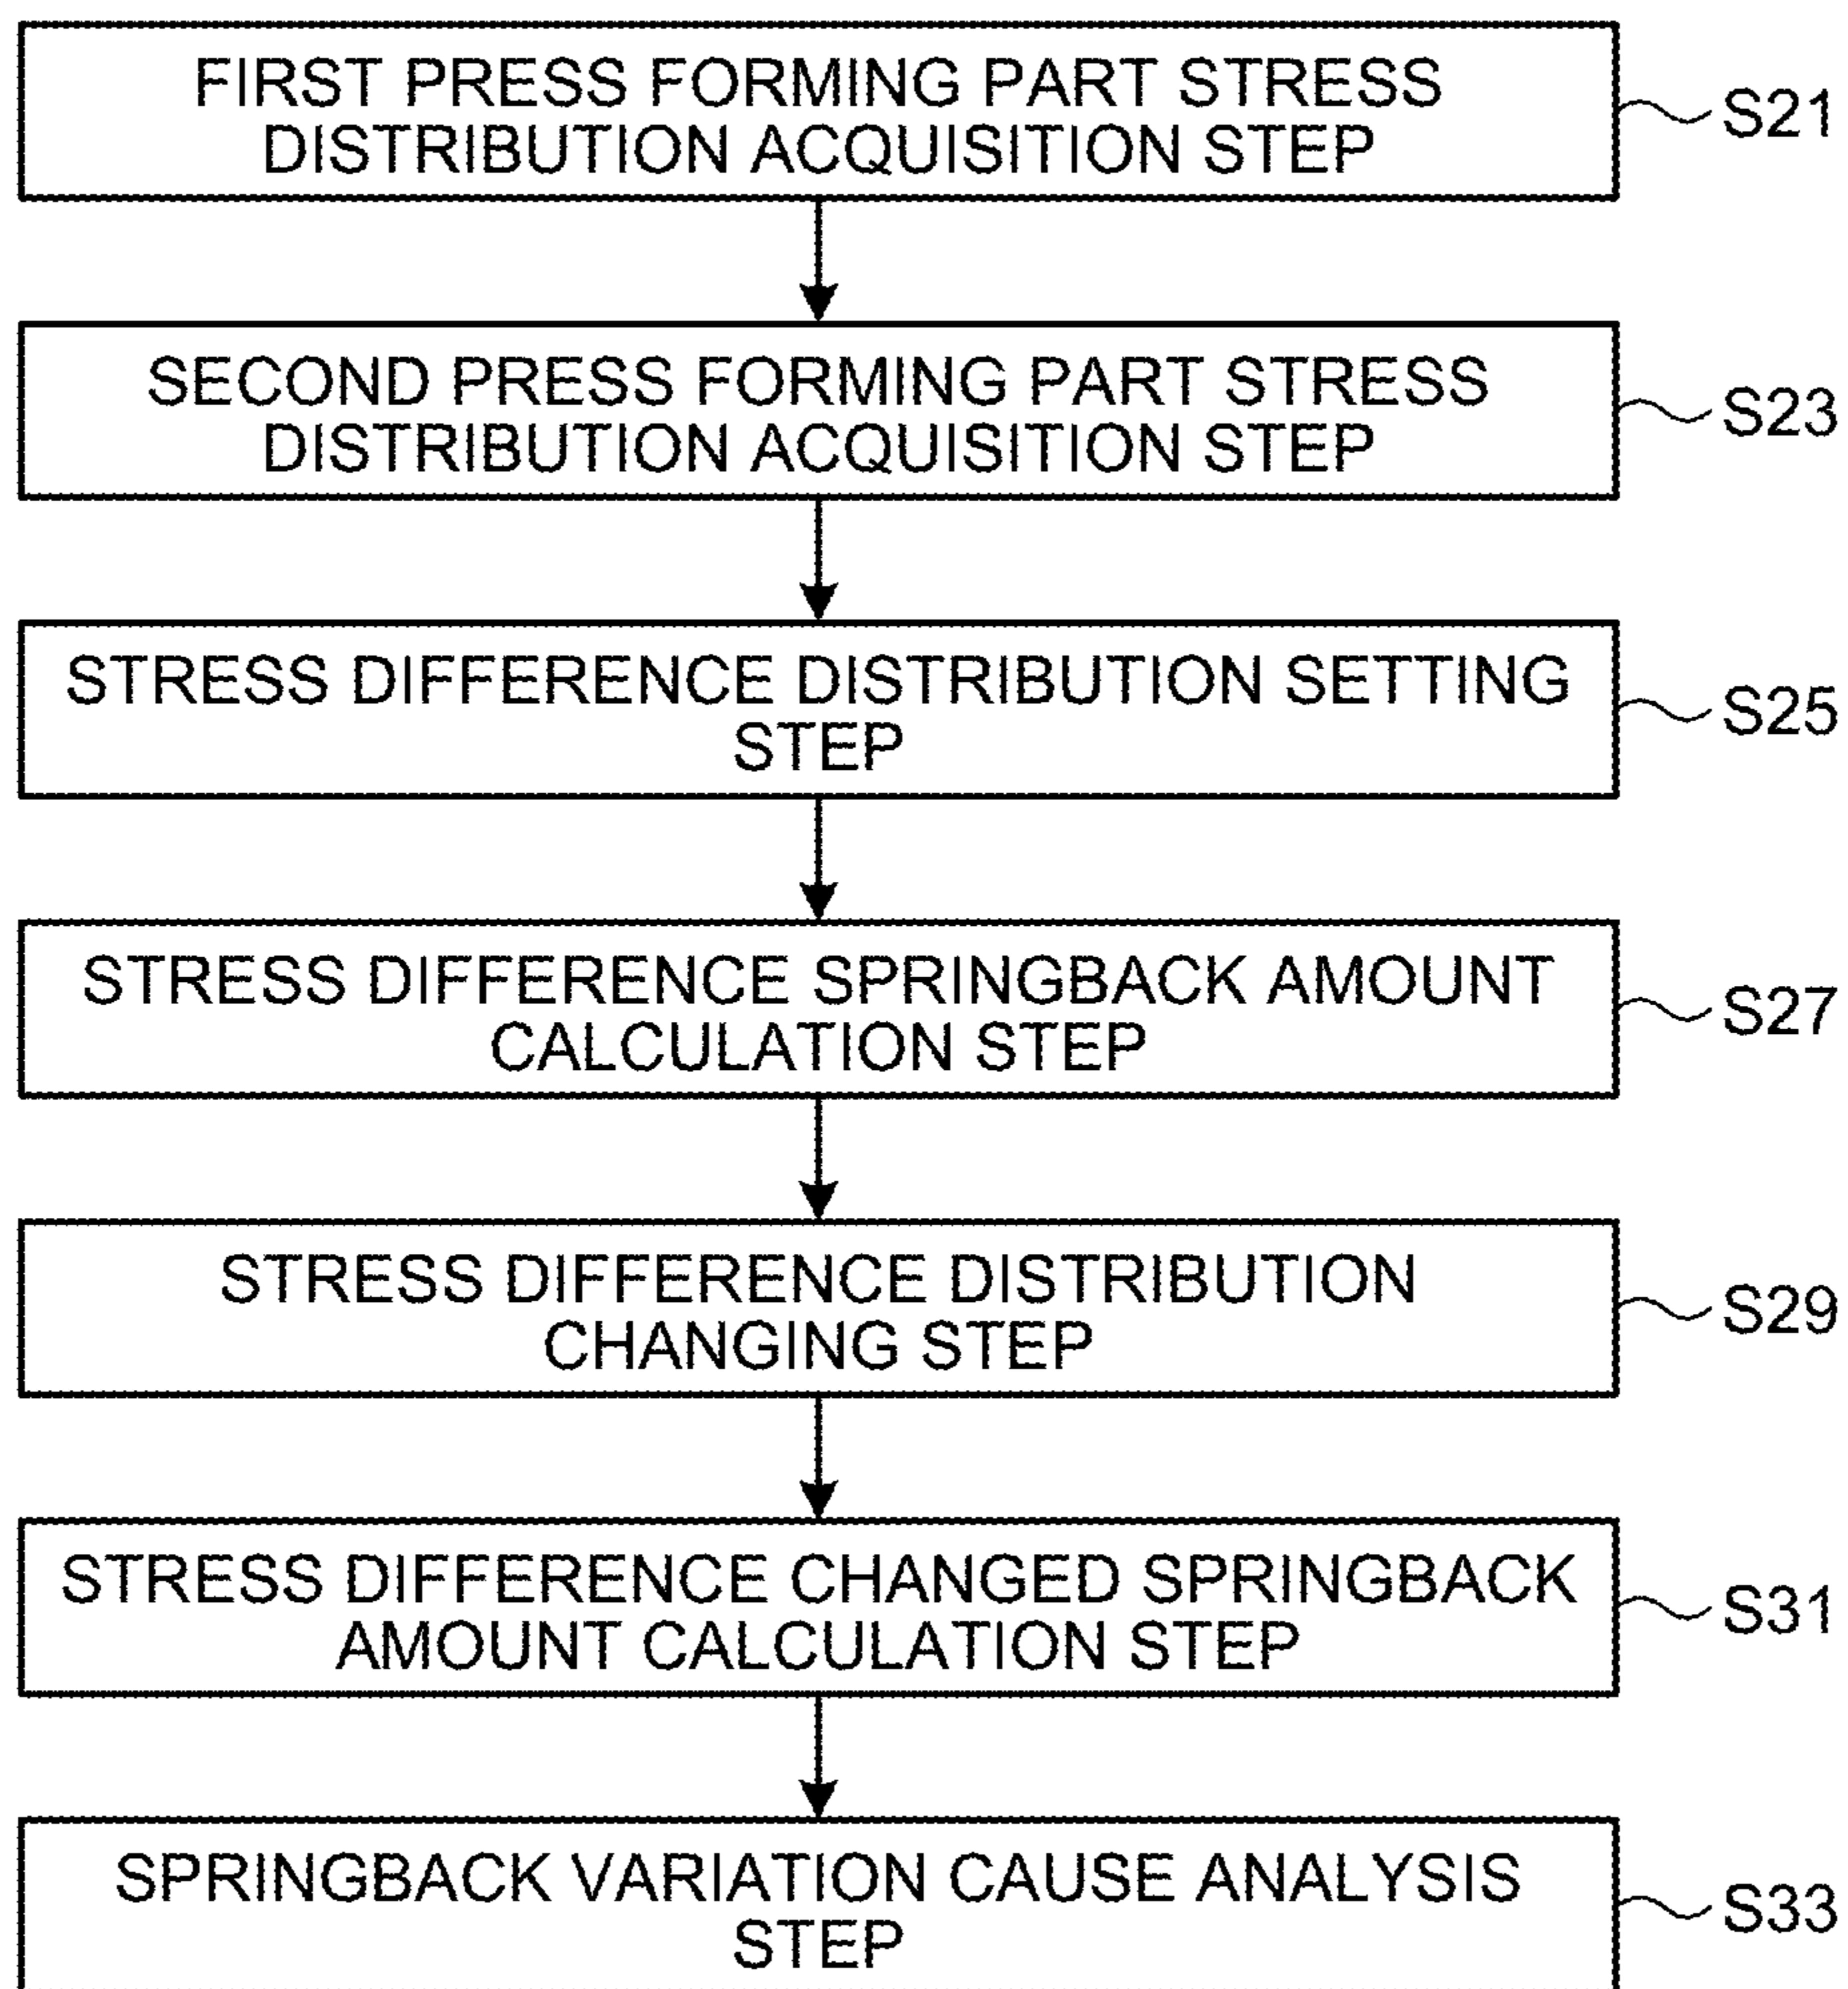 FIRST PRESS FORMING PART STRESS
DISTRIBUTION ACQUISITION STEP
S21
SECOND PRESS FORMING PART STRESS
DISTRIBUTION ACQUISITION STEP
S23
STRESS DIFFERENCE DISTRIBUTION SETTING
STEP
S25
STRESS DIFFERENCE SPRINGBACK AMOUNT
CALCULATION STEP
S27
STRESS DIFFERENCE DISTRIBUTION
CHANGING STEP
S29
STRESS DIFFERENCE CHANGED SPRINGBACK
AMOUNT CALCULATION STEP
S31
SPRINGBACK VARIATION CAUSE ANALYSIS
STEP
S33